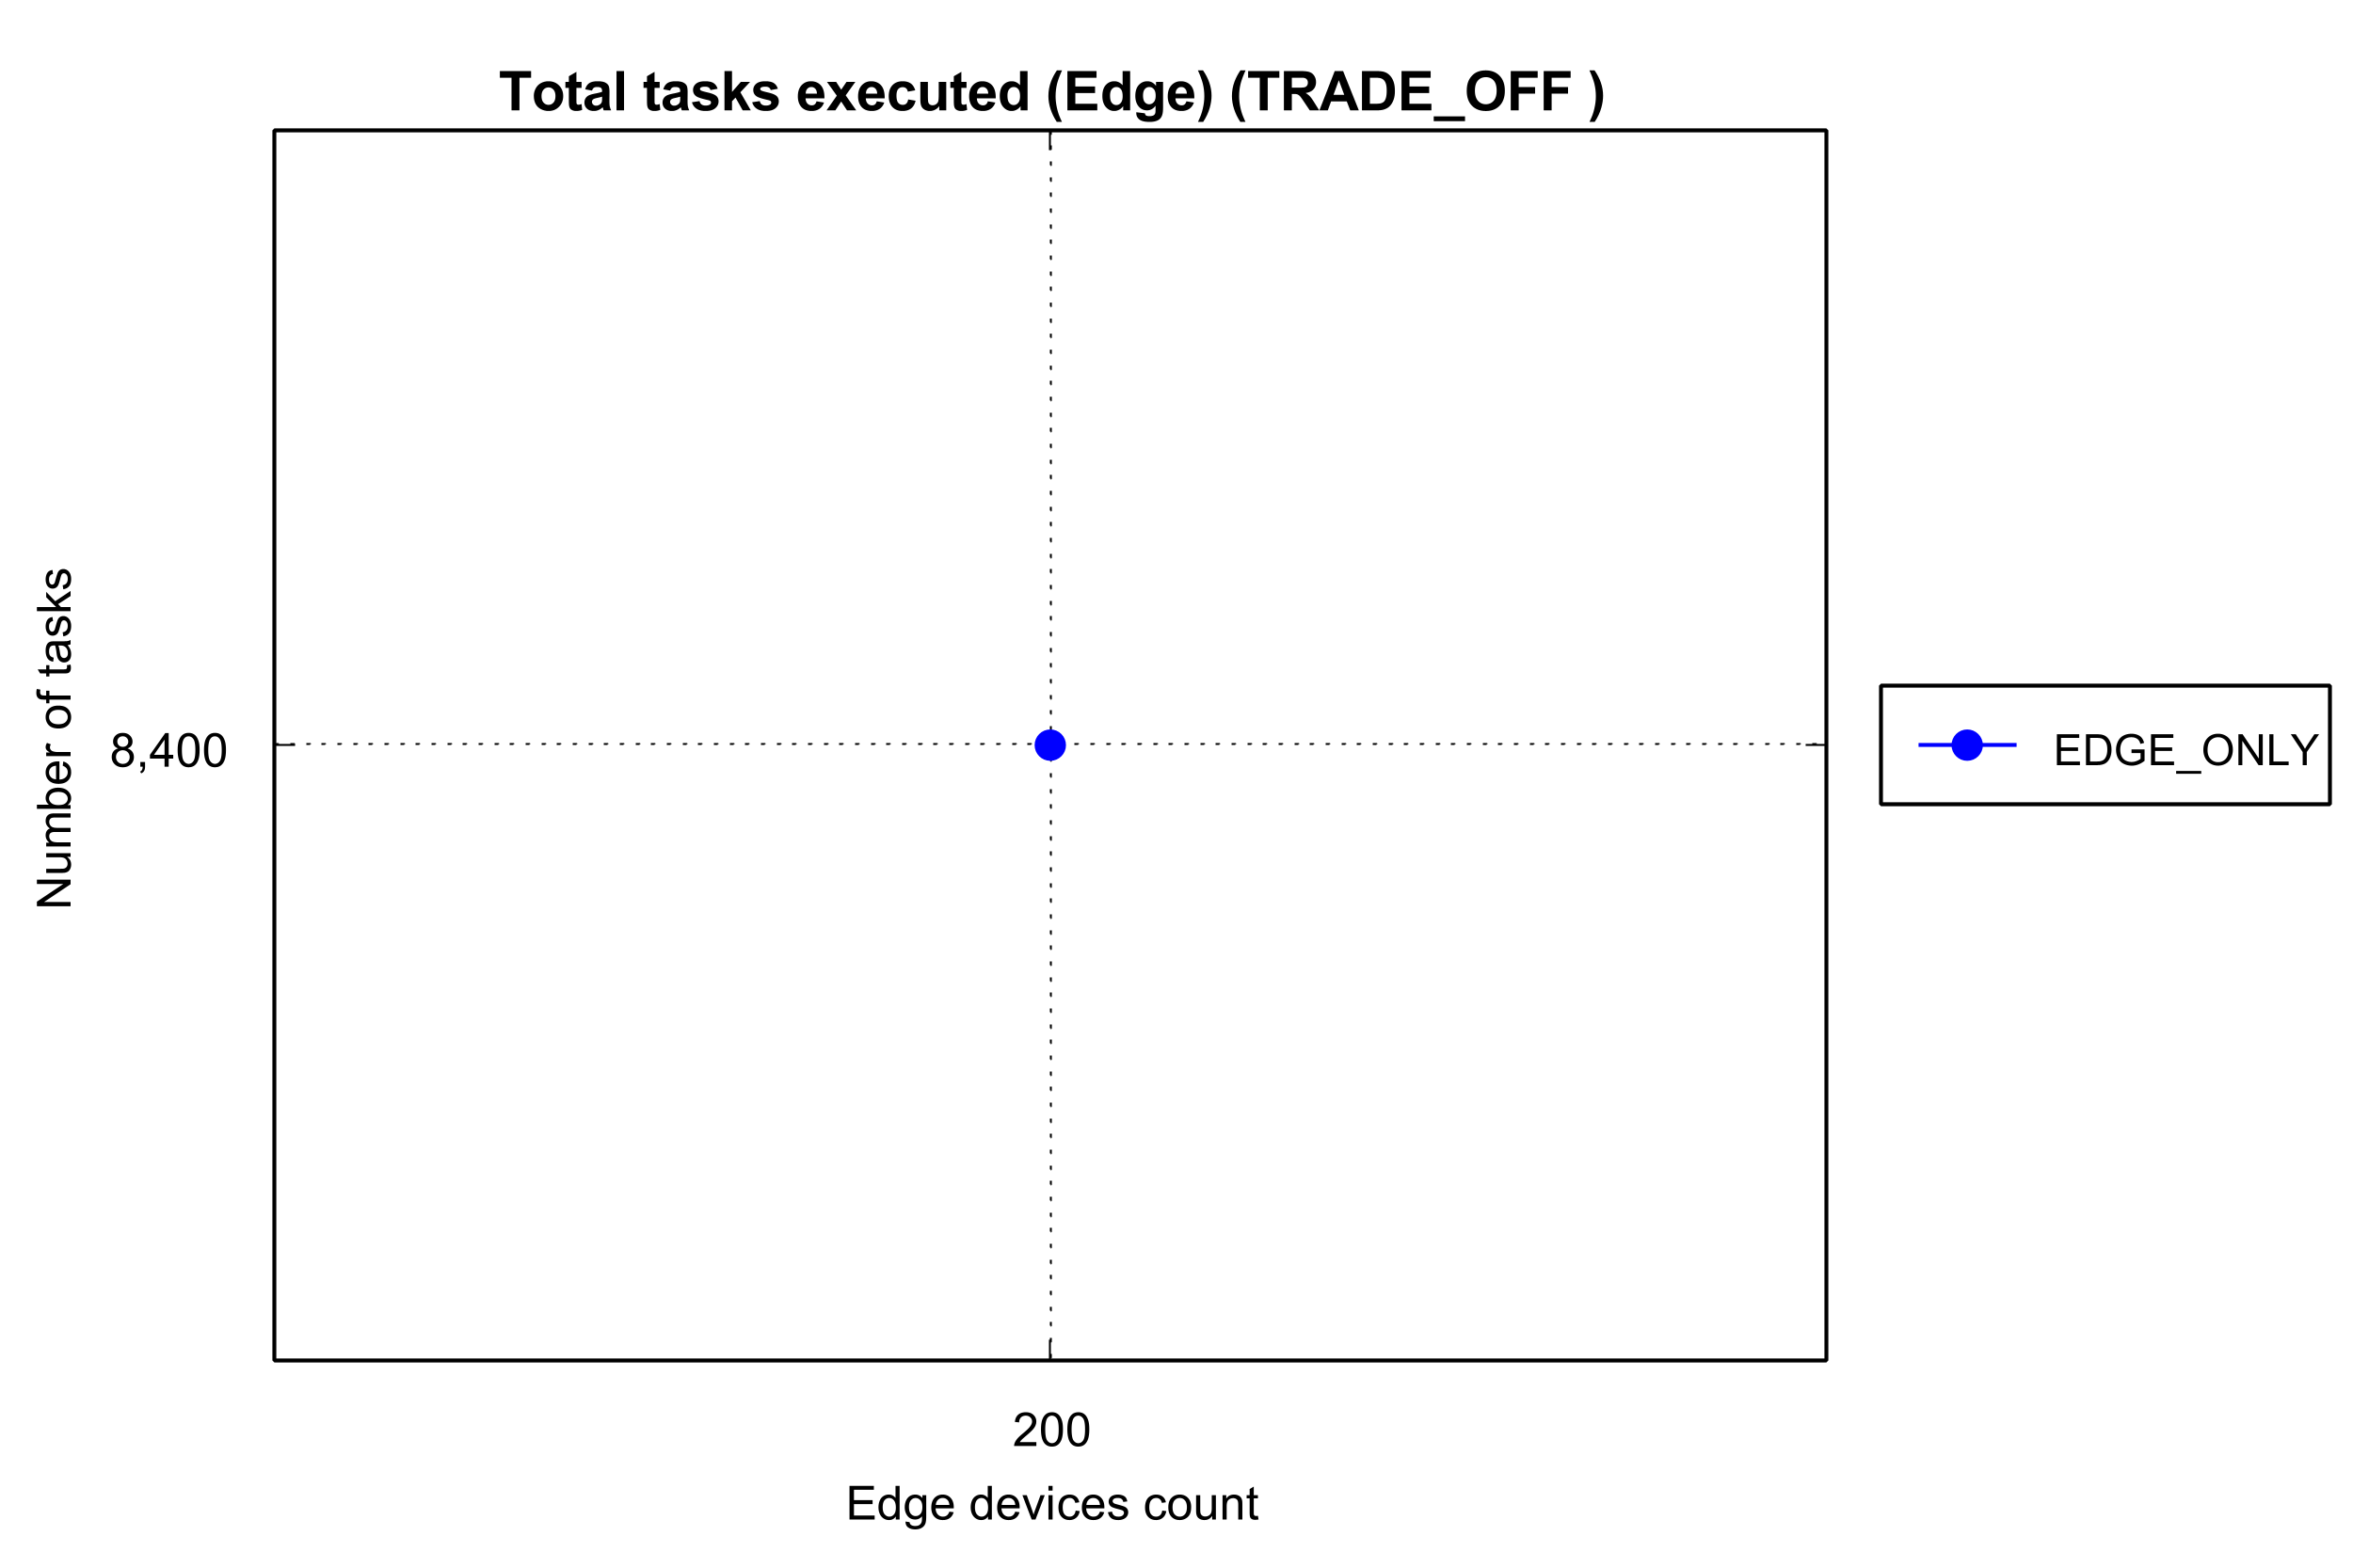 Total tasks executed (Edge) (TRADE_OFF )
Number of tasks
8,400
EDGE_ONLY
200
Edge devices count